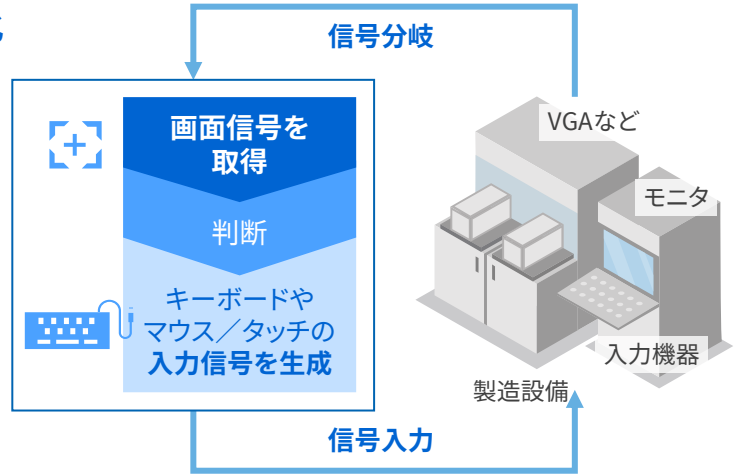 信号分岐
画面信号を
取得
判断
キーボードや
マウス／タッチの
入力信号を生成
VGAなど
モニタ
入力機器
製造設備
信号入力